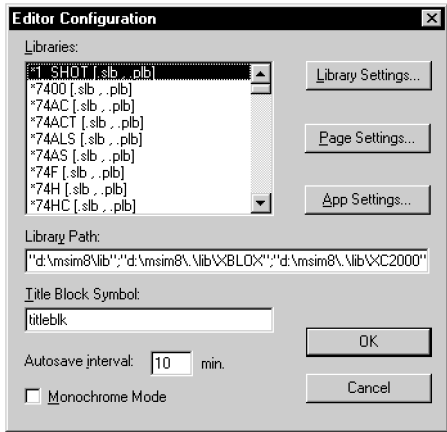 Editor Configuration
Libraries:
*1_SHOT [.slb , .plb]
*7400 [.slb , .plb]
*74AC [.slb , .plb]
*74ACT [.slb , .plb]
*74ALS [.slb , .plb]
*74AS [.slb , .plb]
*74F [.slb , .plb]
*74H [.slb , .plb]
*74HC [.slb , .plb]
Library Settings...
Page Settings...
App Settings...
Library Path:
"d:\msim8\lib";"d:\msim8\.\lib\XBLOX";"d:\msim8\.\lib\XC2000"
Title Block Symbol:
titleblk
Autosave interval: 10 min.
Monochrome Mode
OK
Cancel